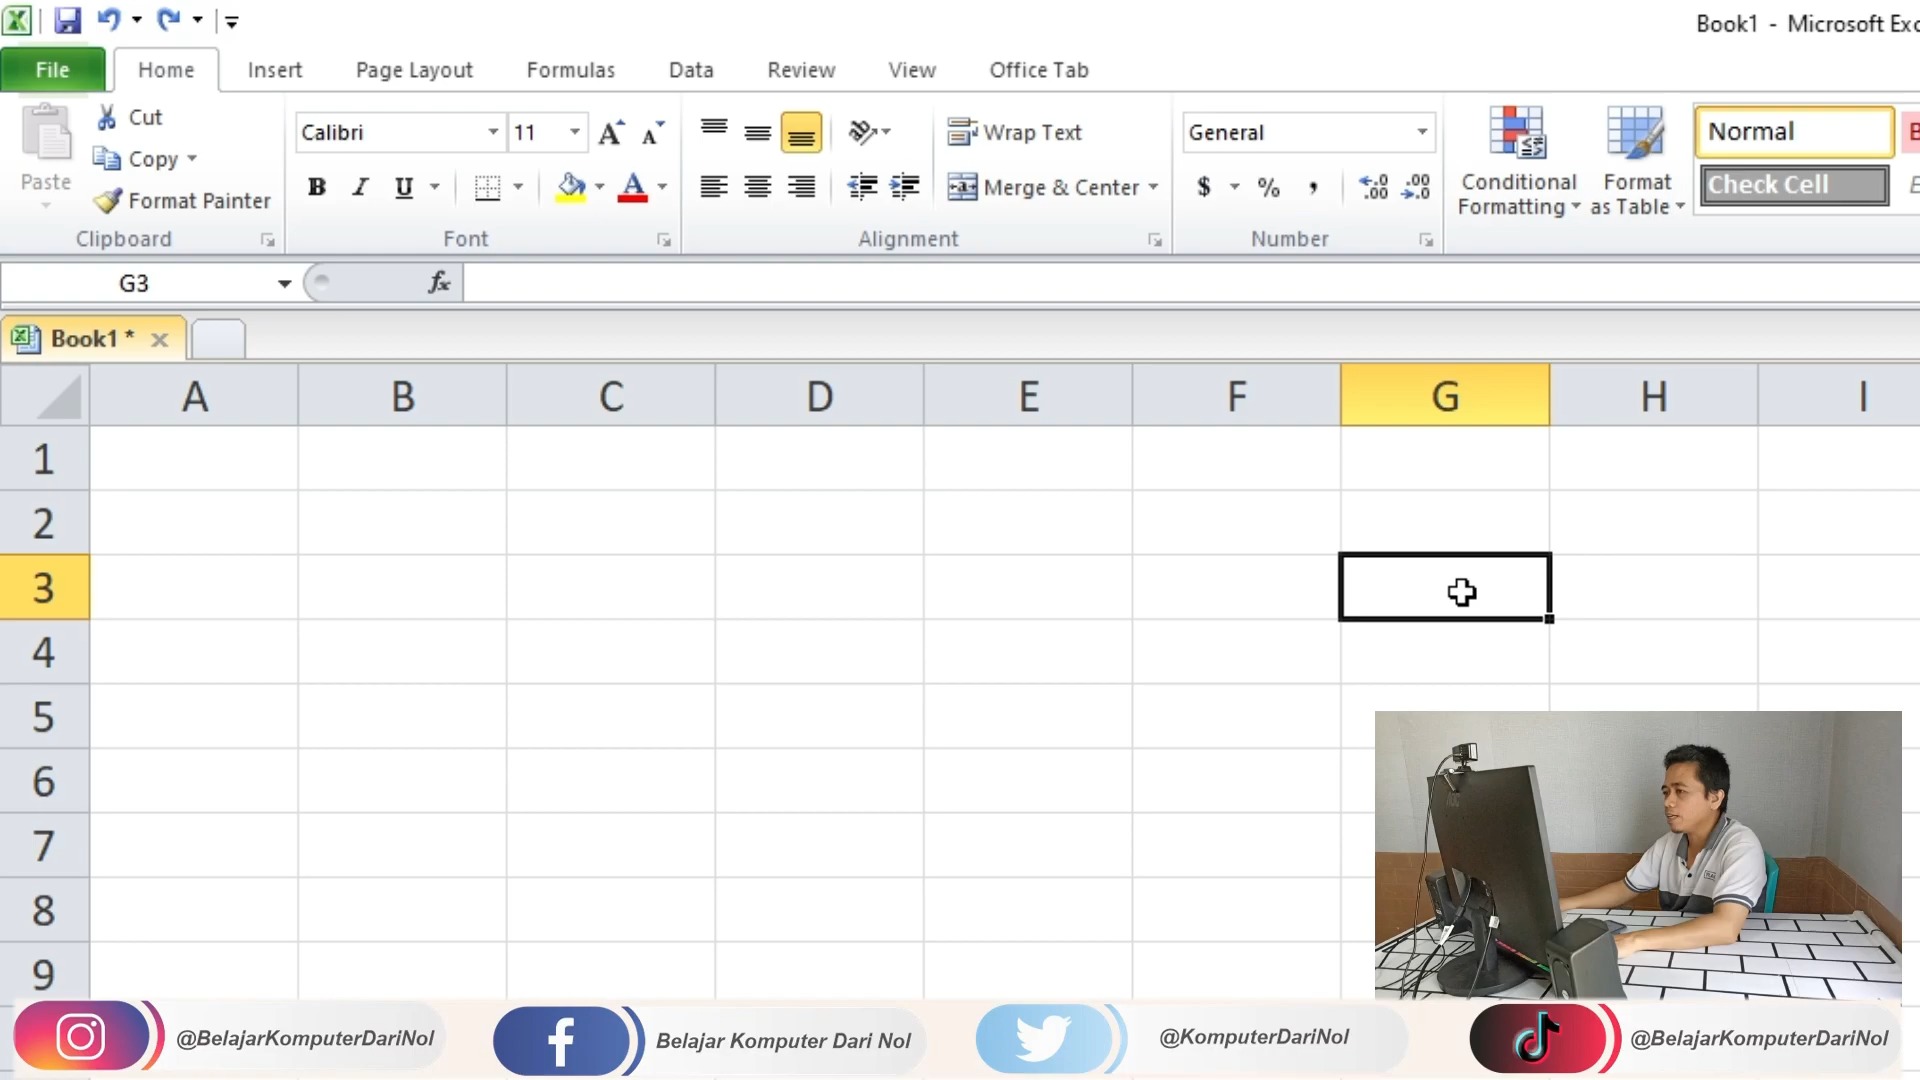 Book1 - Microsoft Exc
File Home Insert Page Layout Formulas Data Review View Office Tab
Paste
Cut
Copy
Format Painter
Clipboard
Calibri 11
B I U
Font
Wrap Text
Merge & Center
Alignment
General
$ % ,
Number
Conditional Formatting
Format as Table
Normal
Check Cell
G3 fx
Book1 *
A B C D E F G H I
1
2
3
4
5
6
7
8
9
@BelajarKomputerDariNol
Belajar Komputer Dari Nol
@KomputerDariNol
@BelajarKomputerDariNol